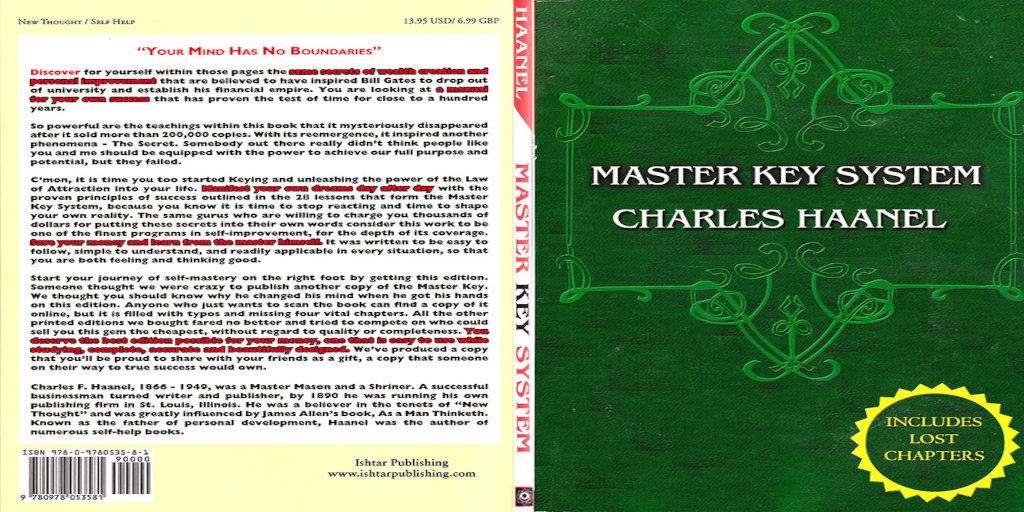 NEW THOUGHT / SELF HELP
13.95 USD/ 6.99 GBP
"YOUR MIND HAS NO BOUNDARIES"
Discover for yourself within those pages the same secrets of wealth creation and
personal improvement that are believed to have inspired Bill Gates to drop out
of university and establish his financial empire. You are looking at a manual
for your own success that has proven the test of time for close to a hundred
years.
So powerful are the teachings within this book that it mysteriously disappeared
after it sold more than 200,000 copies. With its reemergence, it inspired another
phenomena - The Secret. Somebody out there really didn't think people like
you and me should be equipped with the power to achieve our full purpose and
potential, but they failed.
C'mon, it is time you too started Keying and unleashing the power of the Law
of Attraction into your life. Manifest your own dreams day after day with the
proven principles of success outlined in the 28 lessons that form the Master
Key System, because you know it is time to stop reacting and time to shape
your own reality. The same gurus who are willing to charge you thousands of
dollars for putting these secrets into their own words consider this work to be
one of the finest programs in self-improvement, for the depth of its coverage.
Save your money and learn from the master himself. It was written to be easy to
follow, simple to understand, and readily applicable in every situation, so that
you are both feeling and thinking good.
Start your journey of self-mastery on the right foot by getting this edition.
Someone thought we were crazy to publish another copy of the Master Key.
We thought you should know why he changed his mind when he got his hands
on this edition. Anyone who just wants to scan the book can find a copy of it
online, but it is filled with typos and missing four vital chapters. All the other
printed editions we bought fared no better and tried to compete on who could
sell you this gem the cheapest, without regard to quality or completeness. You
deserve the best edition possible for your money, one that is easy to use while
studying, complete, accurate and beautifully designed. We've produced a copy
that you'll be proud to share with your friends as a gift, a copy that someone
on their way to true success would own.
Charles F. Haanel, 1866 - 1949, was a Master Mason and a Shriner. A successful
businessman turned writer and publisher, by 1890 he was running his own
publishing firm in St. Louis, Illinois. He was a believer in the tenets of "New
Thought" and was greatly influenced by James Allen's book, As a Man Thinketh.
Known as the father of personal development, Haanel was the author of
numerous self-help books.
ISBN 978-0-9780535-8-1
90000
9 780978 053581
Ishtar Publishing
www.ishtarpublishing.com
HAANEL
MASTER KEY SYSTEM
MASTER KEY SYSTEM
CHARLES HAANEL
INCLUDES
LOST
CHAPTERS